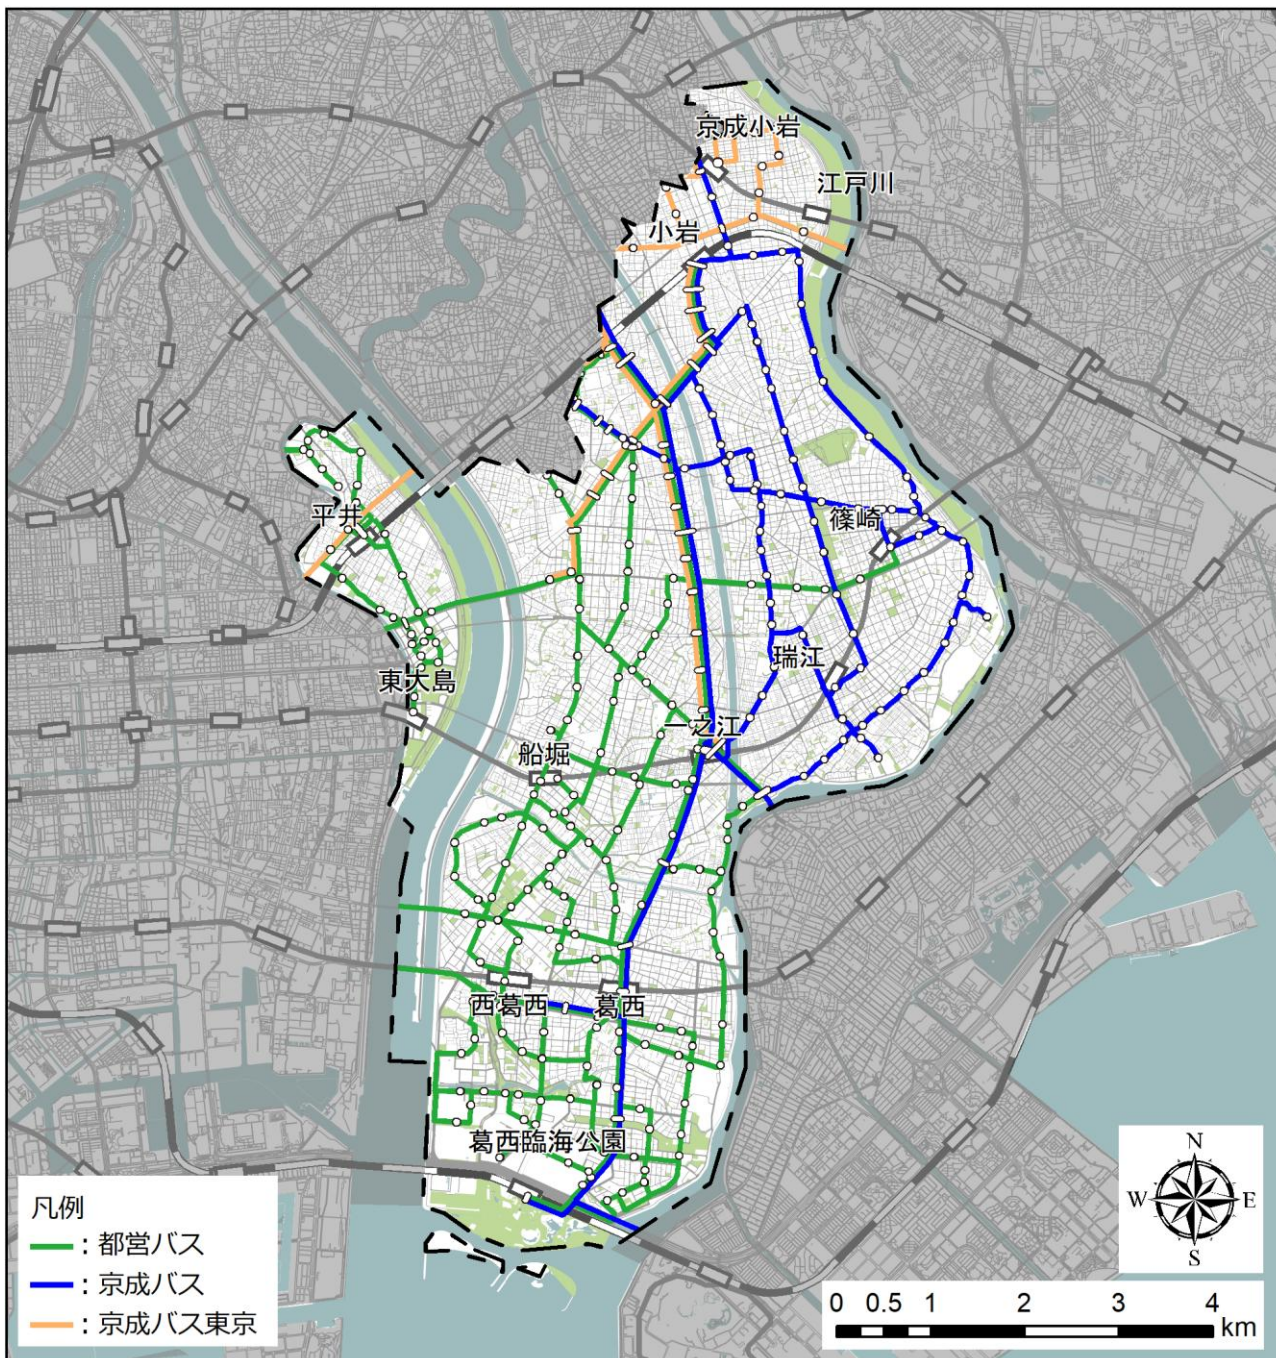 京成小岩
江戸川
小岩
平井
篠崎
瑞江
東大島
一之江
船堀
西葛西
葛西
葛西臨海公園
凡例
：都営バス
：京成バス
：京成バス東京
N
W
E
S
0 0.5 1 2 3 4
km